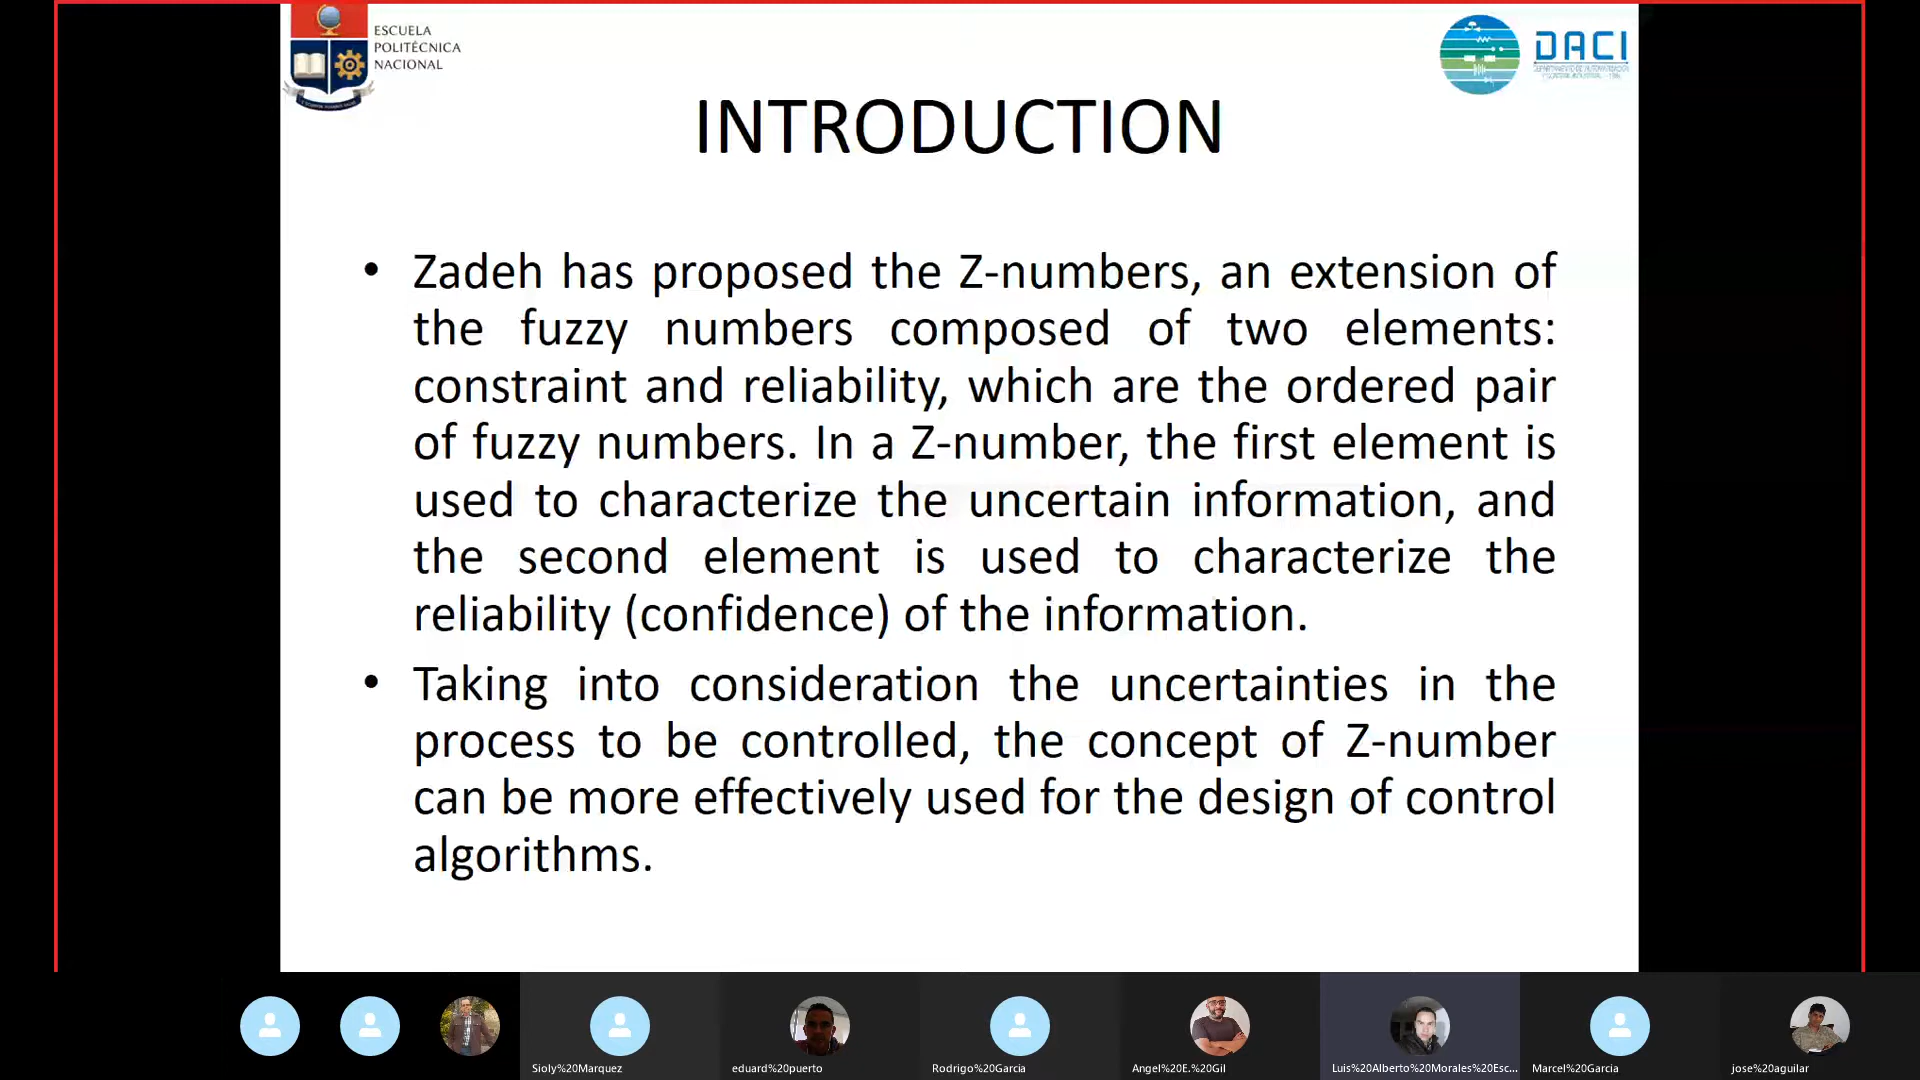 ESCUELA
POLITÉCNICA
NACIONAL
DACI
INTRODUCTION
• Zadeh has proposed the Z-numbers, an extension of
the fuzzy numbers composed of two elements:
constraint and reliability, which are the ordered pair
of fuzzy numbers. In a Z-number, the first element is
used to characterize the uncertain information, and
the second element is used to characterize the
reliability (confidence) of the information.
• Taking into consideration the uncertainties in the
process to be controlled, the concept of Z-number
can be more effectively used for the design of control
algorithms.
Sioly%20Marquez
eduard%20puerto
Rodrigo%20Garcia
Angel%20E.%20Gil
Luis%20Alberto%20Morales%20Esc...
Marcel%20Garcia
jose%20aguilar